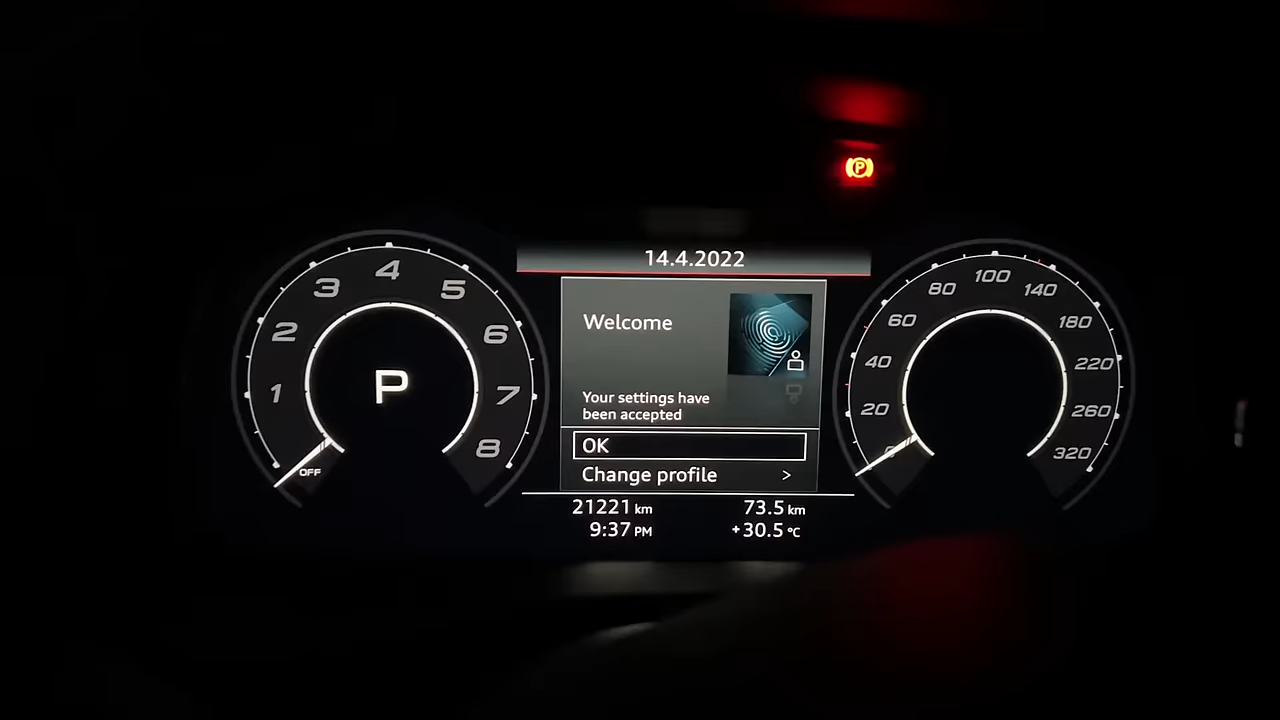 P
14.4.2022
1
2
3
4
5
6
7
8
OFF
P
Welcome
Your settings have
been accepted
OK
Change profile >
21221 km 73.5 km
9:37 PM +30.5 °C
20
40
60
80
100
140
180
220
260
320